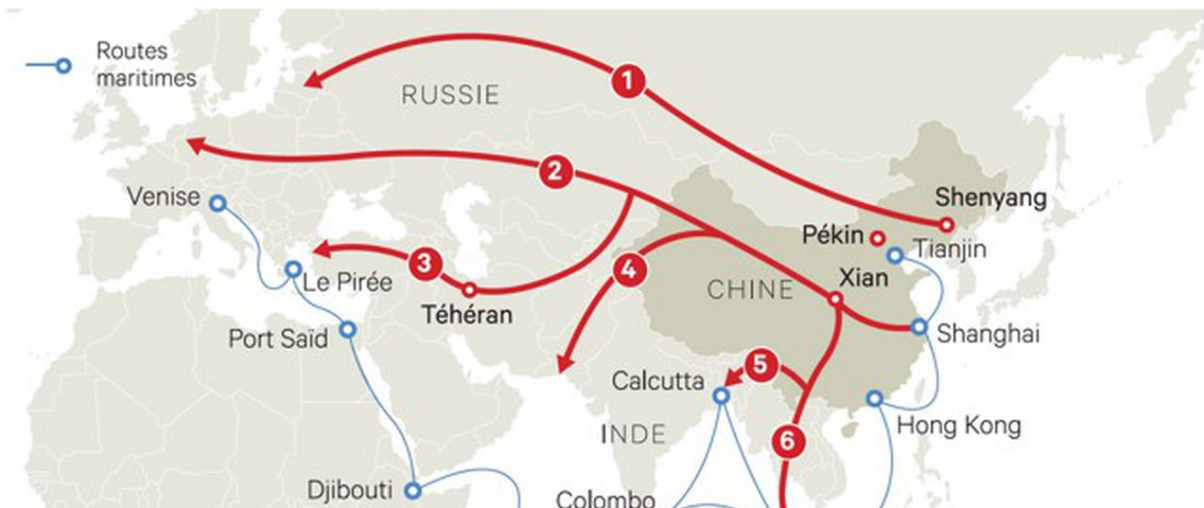 Routes
maritimes
1
RUSSIE
2
Venise
Shenyang
Pékin
Tianjin
3
4
Le Pirée
Xian
CHINE
Téhéran
Port Saïd
Shanghai
5
Calcutta
Hong Kong
INDE
6
Djibouti
Colombo